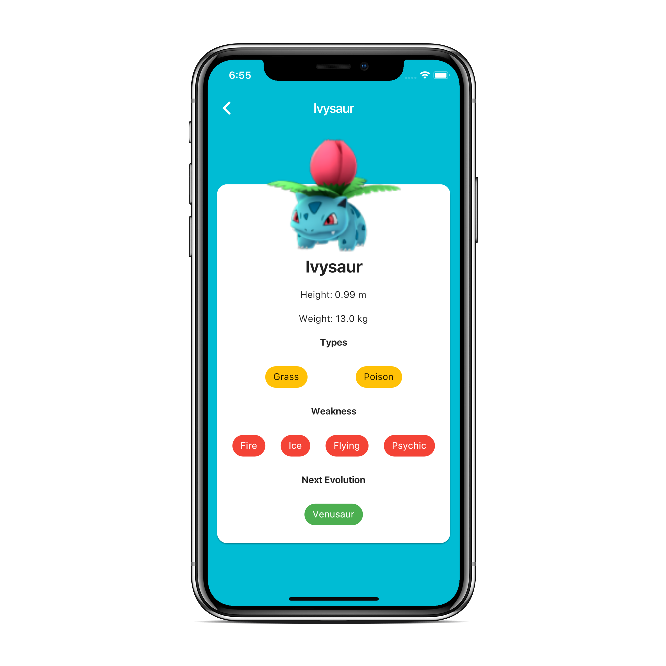 6:55
Ivysaur
Ivysaur
Height: 0.99 m
Weight: 13.0 kg
Types
Grass Poison
Weakness
Fire Ice Flying Psychic
Next Evolution
Venusaur